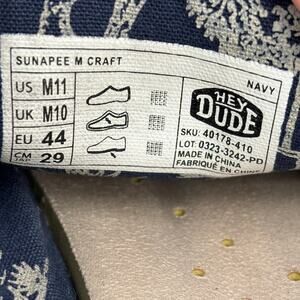 SUNAPEE M CRAFT
NAVY
US M11
UK M10
EU 44
CM JAP 29
HEY DUDE
SKU: 40178-410
LOT: 0323-3242-PD
MADE IN CHINA
FABRIQUÉ EN CHINE